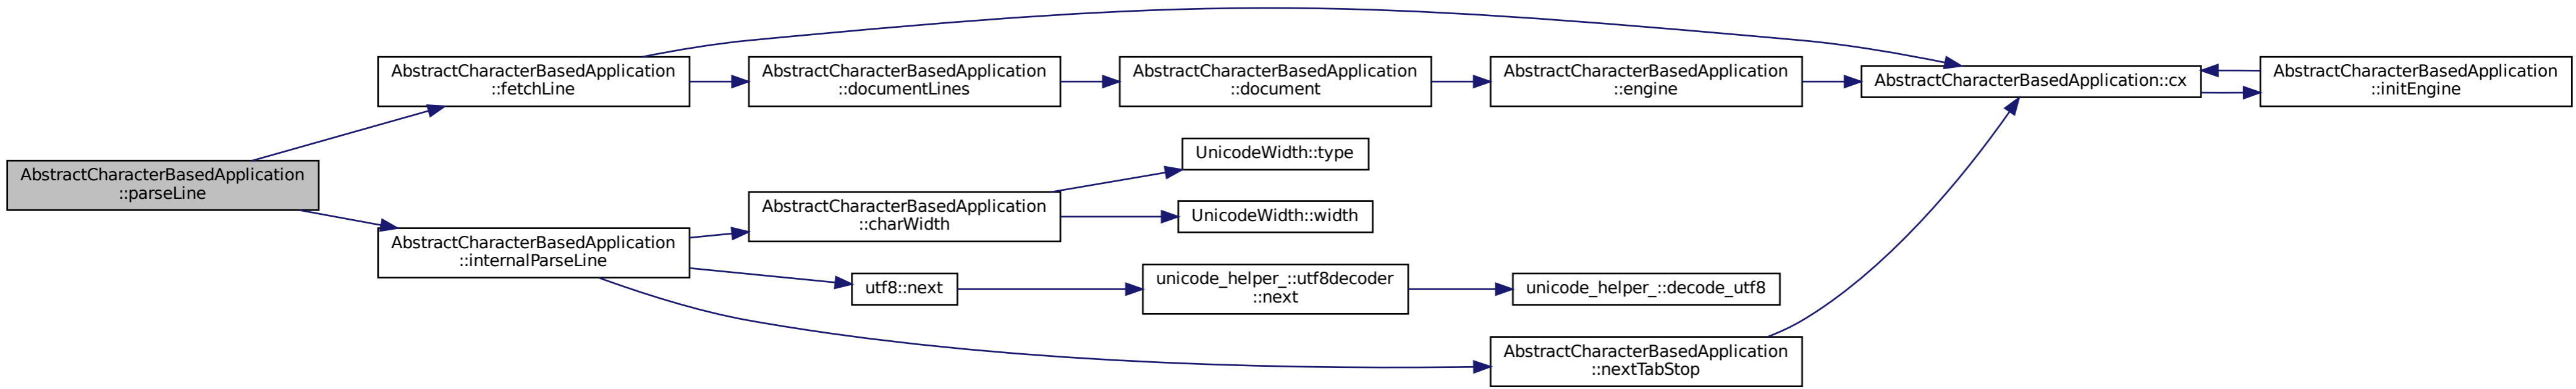 AbstractCharacterBasedApplication
::parseLine
AbstractCharacterBasedApplication
::fetchLine
AbstractCharacterBasedApplication
::documentLines
AbstractCharacterBasedApplication
::document
AbstractCharacterBasedApplication
::engine
AbstractCharacterBasedApplication::cx
AbstractCharacterBasedApplication
::initEngine
AbstractCharacterBasedApplication
::internalParseLine
AbstractCharacterBasedApplication
::charWidth
UnicodeWidth::type
UnicodeWidth::width
utf8::next
unicode_helper_::utf8decoder
::next
unicode_helper_::decode_utf8
AbstractCharacterBasedApplication
::nextTabStop